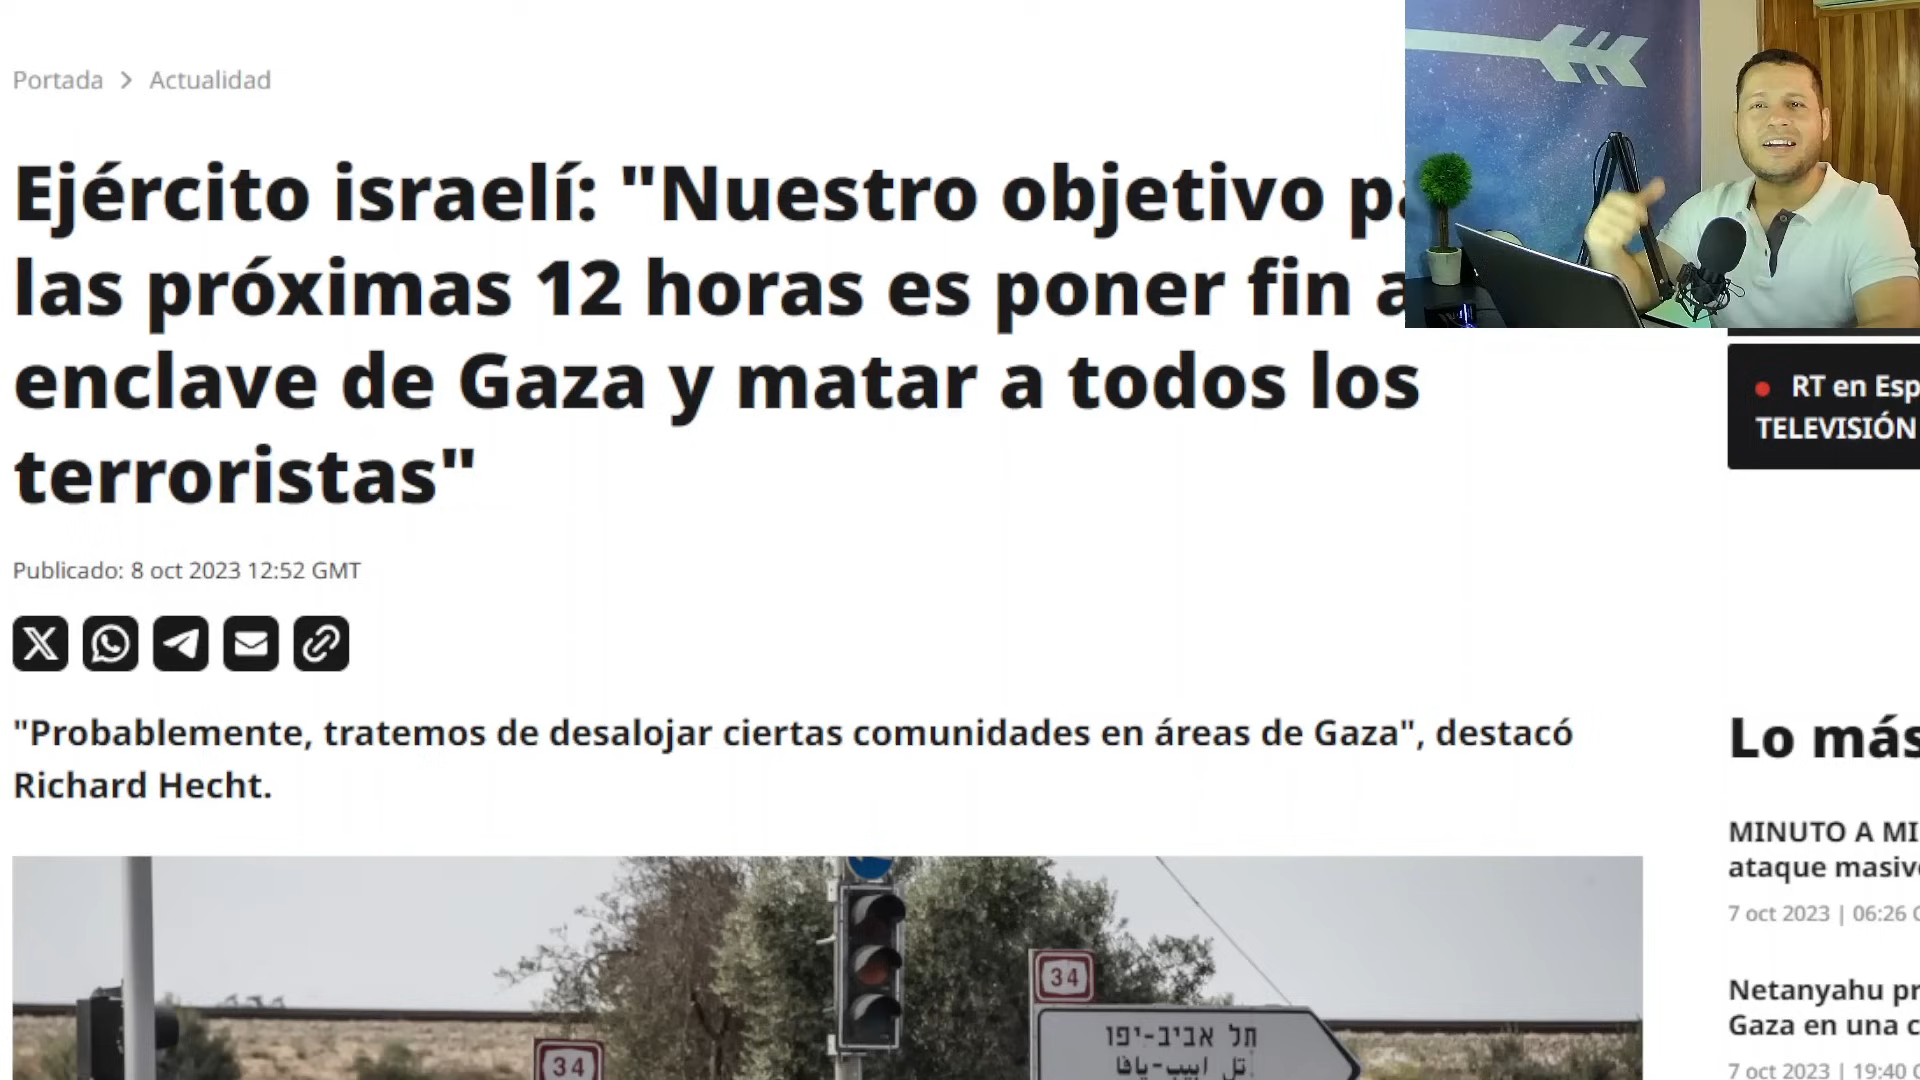 Portada > Actualidad
Ejército israelí: "Nuestro objetivo
las próximas 12 horas es poner fin
enclave de Gaza y matar a todos los
terroristas"
Publicado: 8 oct 2023 12:52 GMT
"Probablemente, tratemos de desalojar ciertas comunidades en áreas de Gaza", destacó
Richard Hecht.
RT en Esp
TELEVISIÓN
Lo más
MINUTO A MI
ataque masiv
7 oct 2023 | 06:26
Netanyahu pr
Gaza en una c
7 oct 2023 | 19:40
34
34
תל אביב-יפו
تل ابيب-يافا